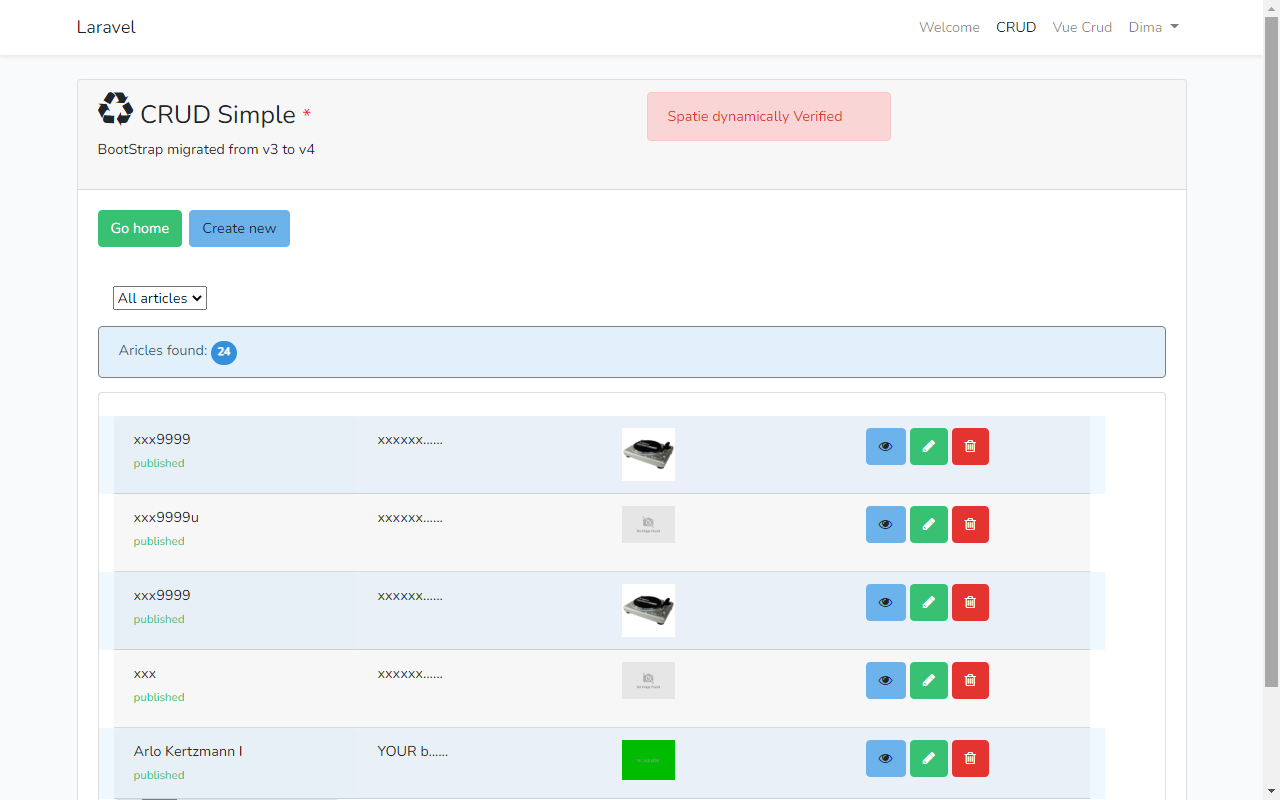 Laravel
Welcome CRUD Vue Crud Dima
CRUD Simple *
Spatie dynamically Verified
BootStrap migrated from v3 to v4
Go home Create new
All articles
Aricles found: 24
xxx9999 xxxxxx......
published
xxx9999u xxxxxx......
published
xxx9999 xxxxxx......
published
xxx xxxxxx......
published
Arlo Kertzmann I YOUR b......
published